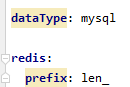 dataType: mysql
redis:
prefix: len_